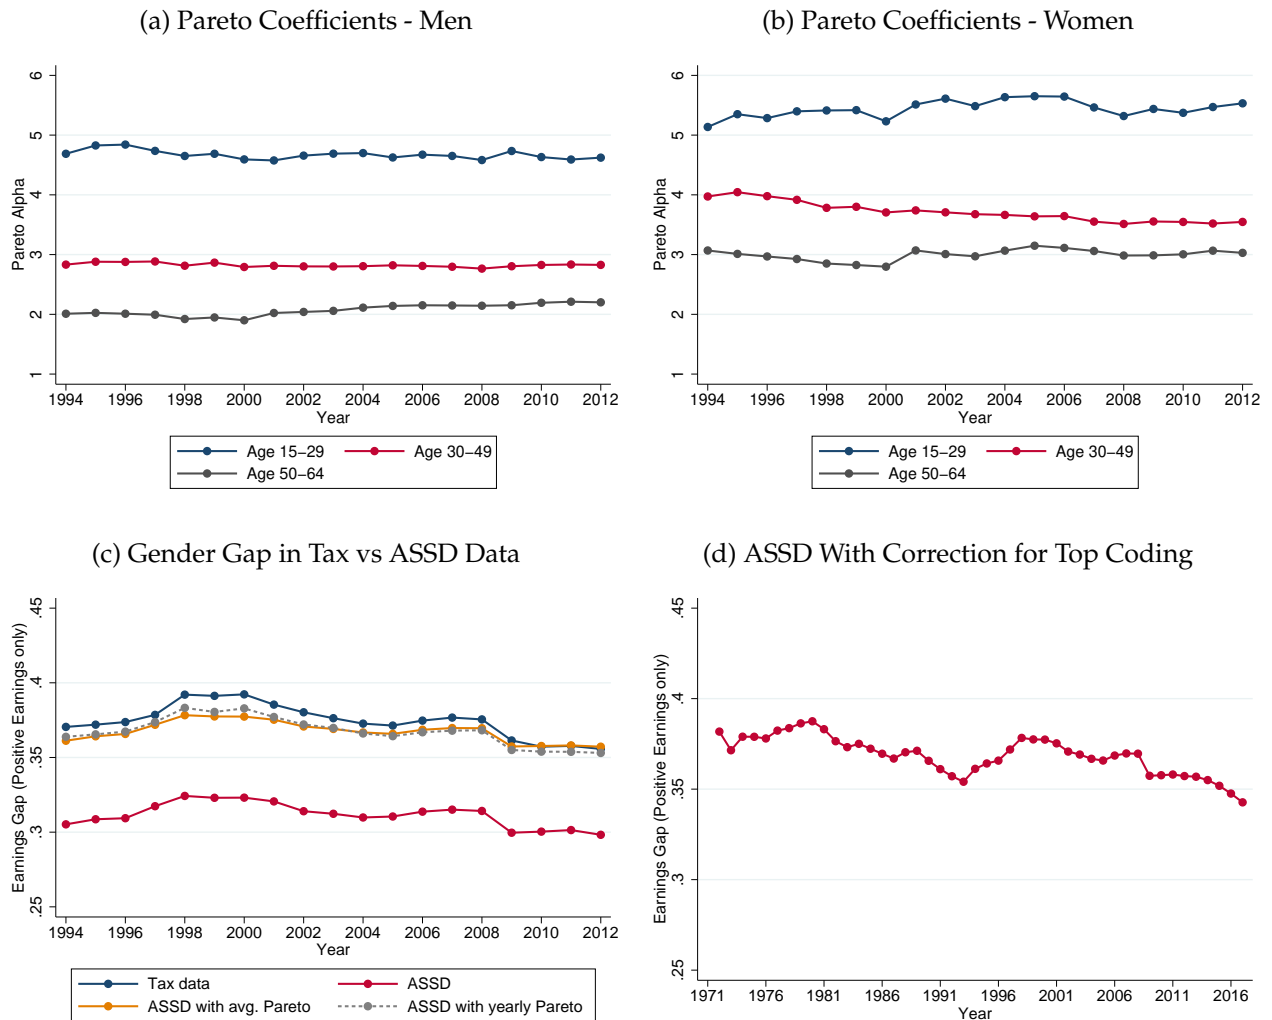 (a) Pareto Coefficients - Men
6
5
4
3
2
1
Pareto Alpha
1994 1996 1998 2000 2002 2004 2006 2008 2010 2012
Year
Age 15−29 Age 30−49
Age 50−64
(b) Pareto Coefficients - Women
6
5
4
3
2
1
Pareto Alpha
1994 1996 1998 2000 2002 2004 2006 2008 2010 2012
Year
Age 15−29 Age 30−49
Age 50−64
(c) Gender Gap in Tax vs ASSD Data
.45
.4
.35
.3
.25
Earnings Gap (Positive Earnings only)
1994 1996 1998 2000 2002 2004 2006 2008 2010 2012
Year
Tax data ASSD
ASSD with avg. Pareto ASSD with yearly Pareto
(d) ASSD With Correction for Top Coding
.45
.4
.35
.3
.25
Earnings Gap (Positive Earnings only)
1971 1976 1981 1986 1991 1996 2001 2006 2011 2016
Year